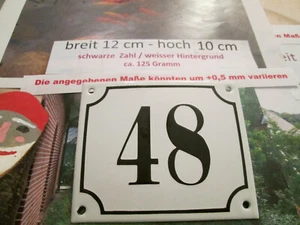 breit 12 cm - hoch 10 cm
schwarze Zahl / weisser Hintergrund
ca. 125 Gramm
Die angegebenen Maße könnten um ±0,5 mm variieren
48